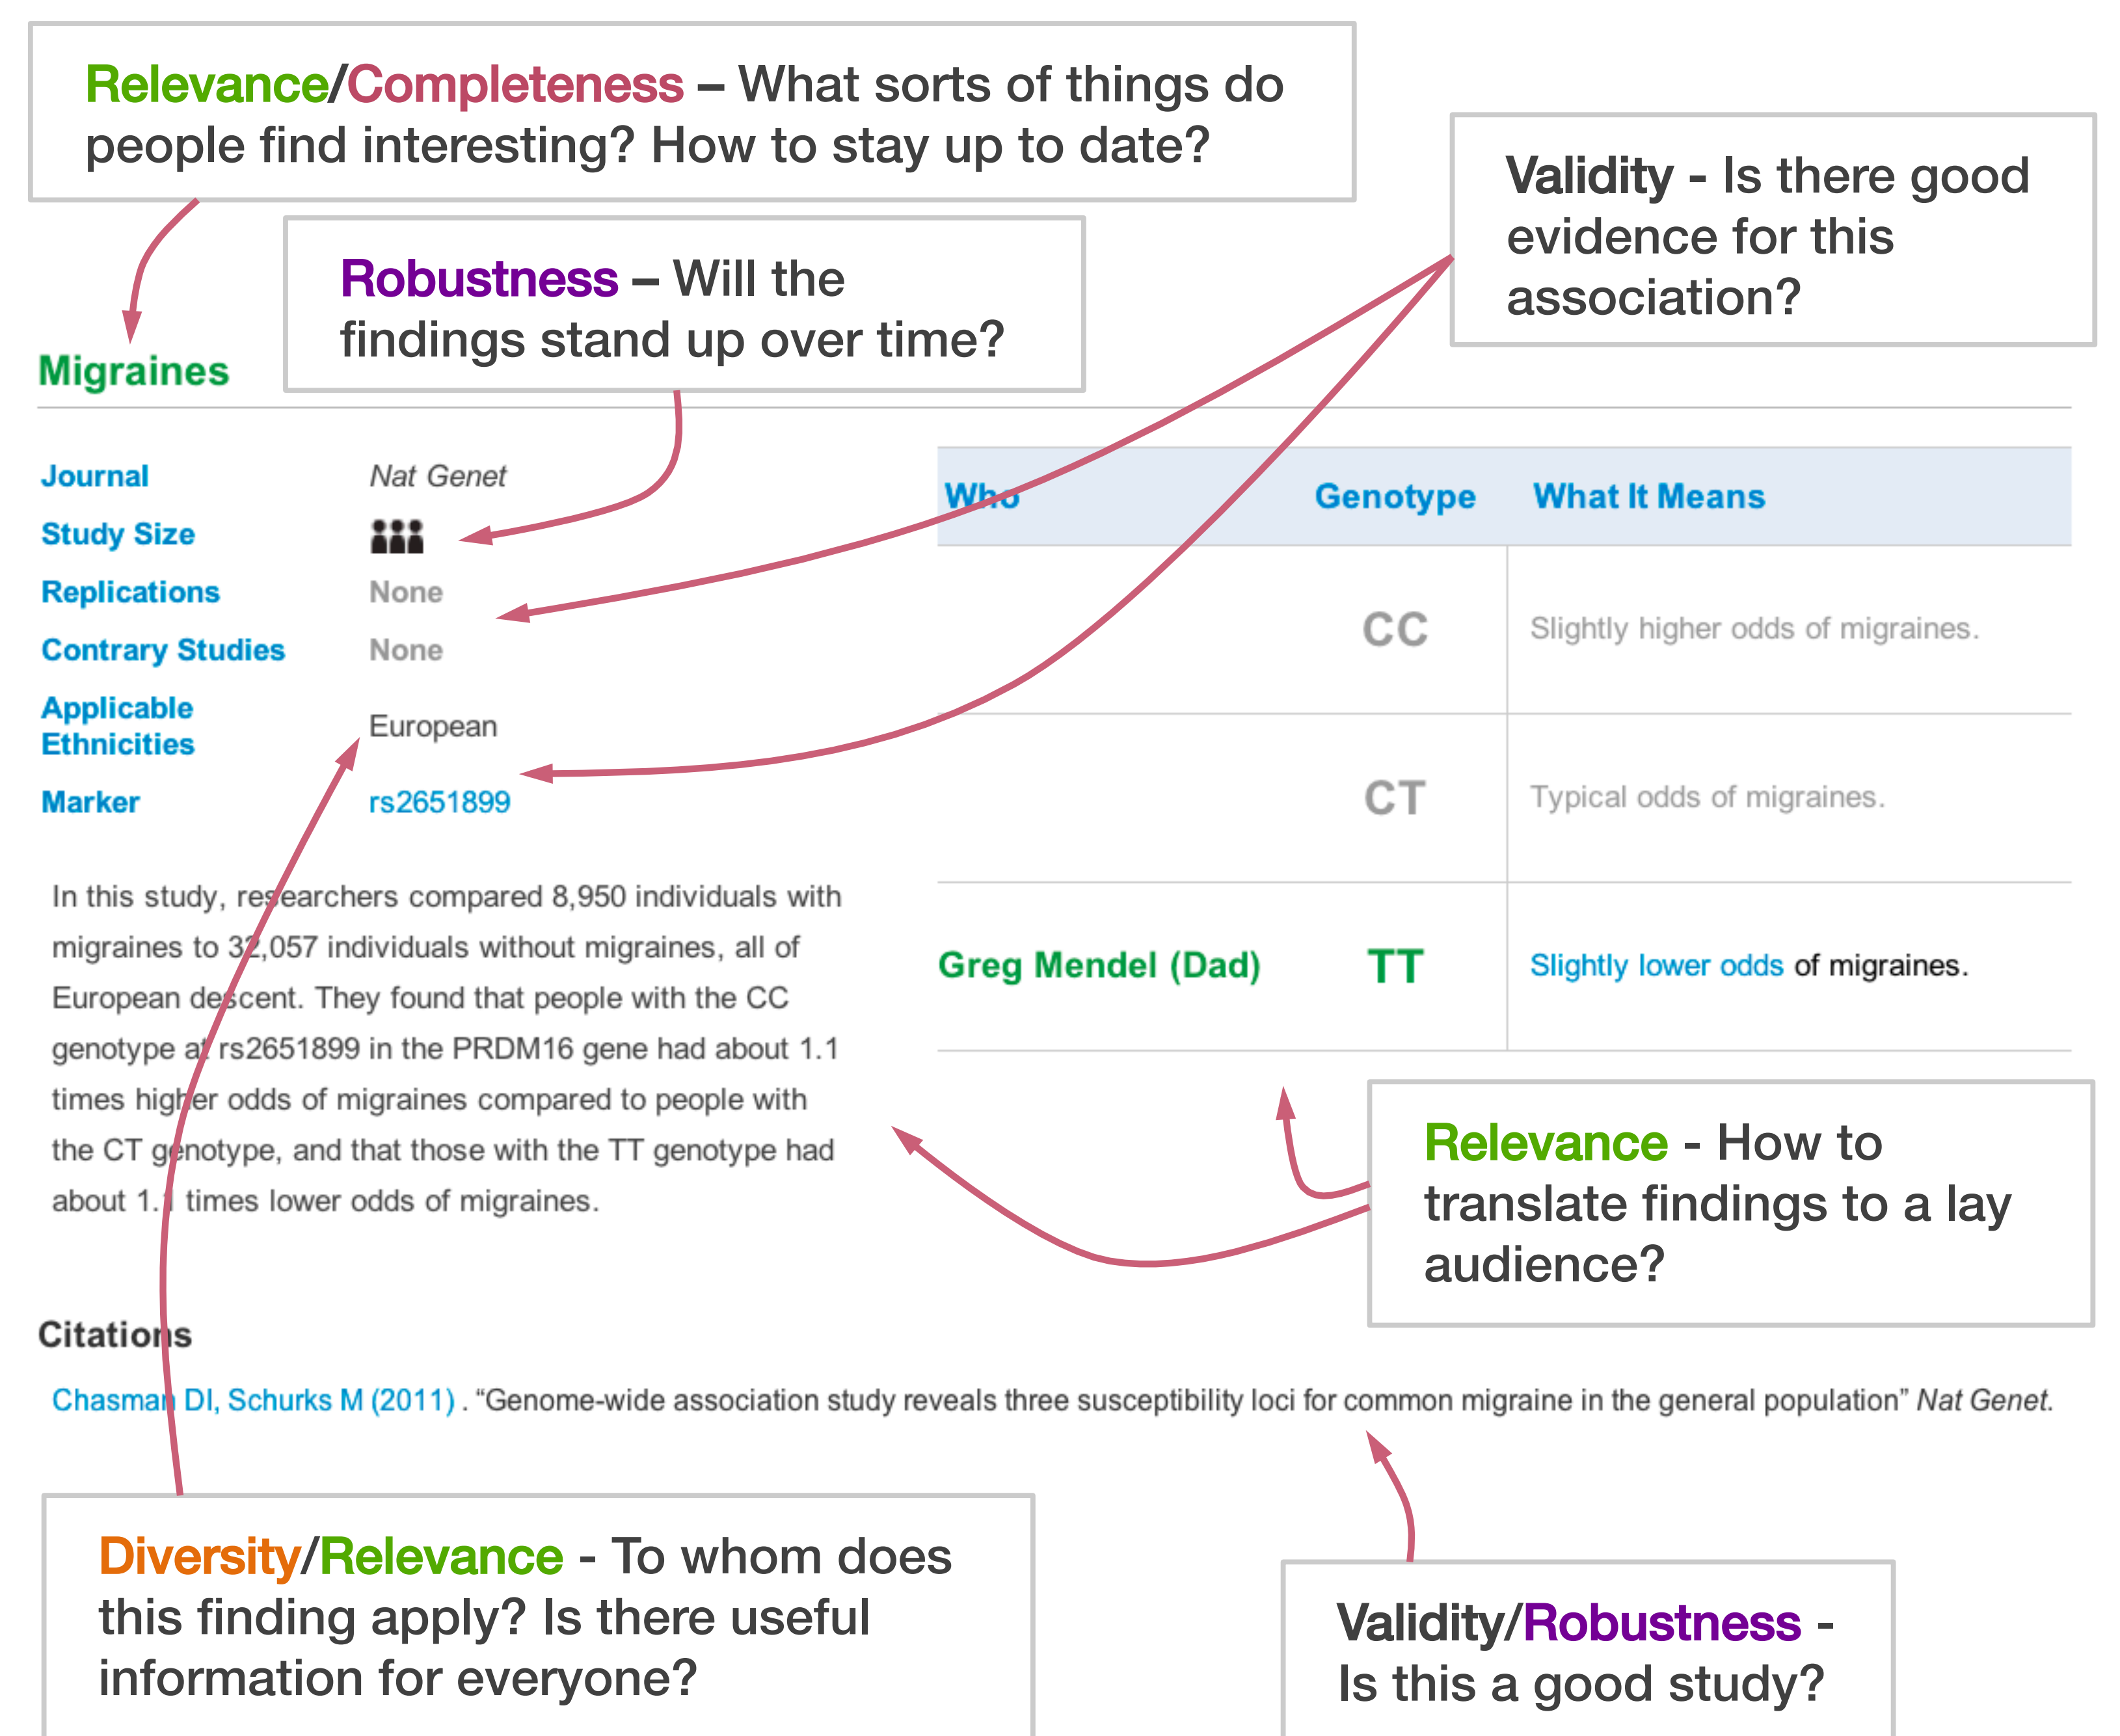 Relevance/Completeness – What sorts of things do
people find interesting? How to stay up to date?
Validity - Is there good
evidence for this
association?
Robustness – Will the
findings stand up over time?
Migraines
Journal Nat Genet
Study Size
Replications None
Contrary Studies None
Applicable
Ethnicities
European
Marker rs2651899
In this study, researchers compared 8,950 individuals with
migraines to 32,057 individuals without migraines, all of
European descent. They found that people with the CC
genotype at rs2651899 in the PRDM16 gene had about 1.1
times higher odds of migraines compared to people with
the CT genotype, and that those with the TT genotype had
about 1.1 times lower odds of migraines.
Who Genotype What It Means
CC Slightly higher odds of migraines.
CT Typical odds of migraines.
Greg Mendel (Dad) TT Slightly lower odds of migraines.
Relevance - How to
translate findings to a lay
audience?
Citations
Chasman DI, Schurks M (2011) . “Genome-wide association study reveals three susceptibility loci for common migraine in the general population” Nat Genet.
Diversity/Relevance - To whom does
this finding apply? Is there useful
information for everyone?
Validity/Robustness -
Is this a good study?